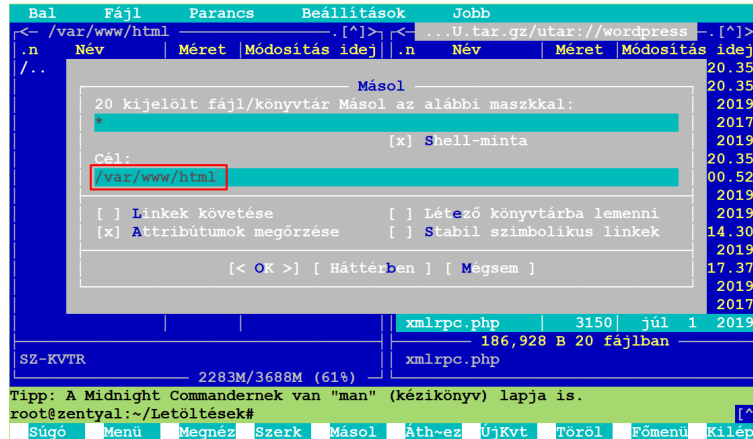 Bal Fájl Parancs Beállítások Jobb
<— /var/www/html .[^]> <— ...U.tar.gz/utar://wordpress .[^]>
.n Név Méret Módosítás idej .n Név Méret Módosítás idej
/.. 20.35
20.35
Másol
20 kijelölt fájl/könyvtár Másol az alábbi maszkkal: 2019
* 2017
[x] Shell-minta 2019
Cél: 20.35
/var/www/html 00.52
2019
[ ] Linkek követése [ ] Létező könyvtárba lemenni 2019
[x] Attribútumok megőrzése [ ] Stabil szimbolikus linkek 14.30
2019
[< OK >] [ Háttérben ] [ Mégsem ] 17.37
2019
2017
xmlrpc.php 3150 júl 1 2019
186,928 B 20 fájlban
SZ-KVTR xmlrpc.php
2283M/3688M (61%)
Tipp: A Midnight Commandernek van "man" (kézikönyv) lapja is.
root@zentyal:~/Letöltések# [^
Súgó Menü Megnéz Szerk Másol Áth~ez ÚjKvt Töröl Főmenü Kilép